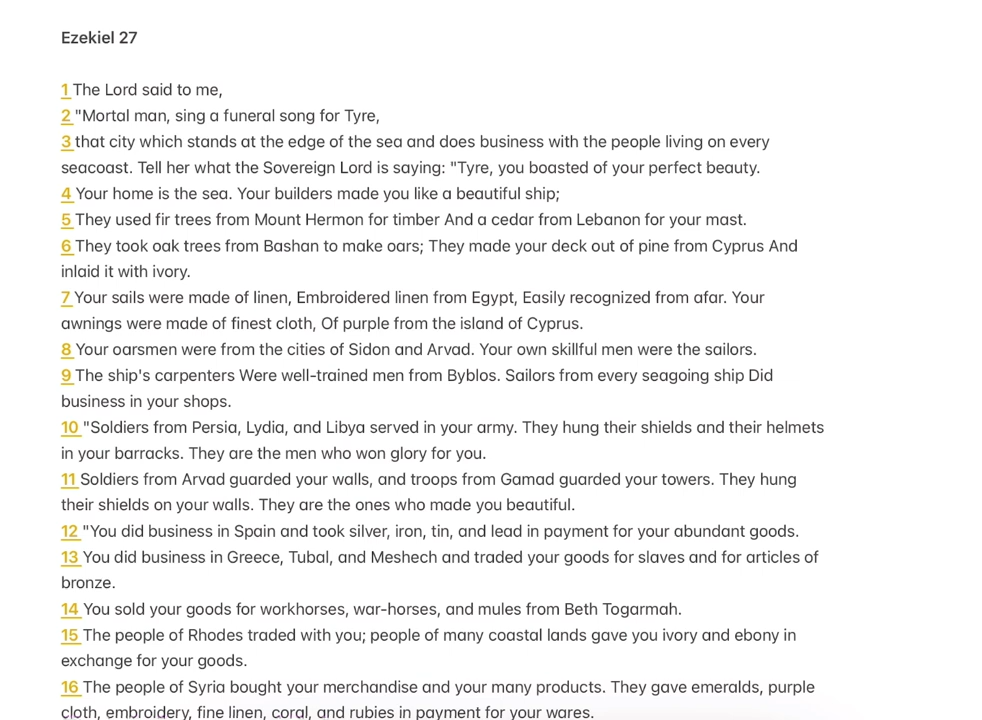 Ezekiel 27
1 The Lord said to me,
2 "Mortal man, sing a funeral song for Tyre,
3 that city which stands at the edge of the sea and does business with the people living on every
seacoast. Tell her what the Sovereign Lord is saying: "Tyre, you boasted of your perfect beauty.
4 Your home is the sea. Your builders made you like a beautiful ship;
5 They used fir trees from Mount Hermon for timber And a cedar from Lebanon for your mast.
6 They took oak trees from Bashan to make oars; They made your deck out of pine from Cyprus And
inlaid it with ivory.
7 Your sails were made of linen, Embroidered linen from Egypt, Easily recognized from afar. Your
awnings were made of finest cloth, Of purple from the island of Cyprus.
8 Your oarsmen were from the cities of Sidon and Arvad. Your own skillful men were the sailors.
9 The ship's carpenters Were well-trained men from Byblos. Sailors from every seagoing ship Did
business in your shops.
10 "Soldiers from Persia, Lydia, and Libya served in your army. They hung their shields and their helmets
in your barracks. They are the men who won glory for you.
11 Soldiers from Arvad guarded your walls, and troops from Gamad guarded your towers. They hung
their shields on your walls. They are the ones who made you beautiful.
12 "You did business in Spain and took silver, iron, tin, and lead in payment for your abundant goods.
13 You did business in Greece, Tubal, and Meshech and traded your goods for slaves and for articles of
bronze.
14 You sold your goods for workhorses, war-horses, and mules from Beth Togarmah.
15 The people of Rhodes traded with you; people of many coastal lands gave you ivory and ebony in
exchange for your goods.
16 The people of Syria bought your merchandise and your many products. They gave emeralds, purple
cloth, embroidery, fine linen, coral, and rubies in payment for your wares.